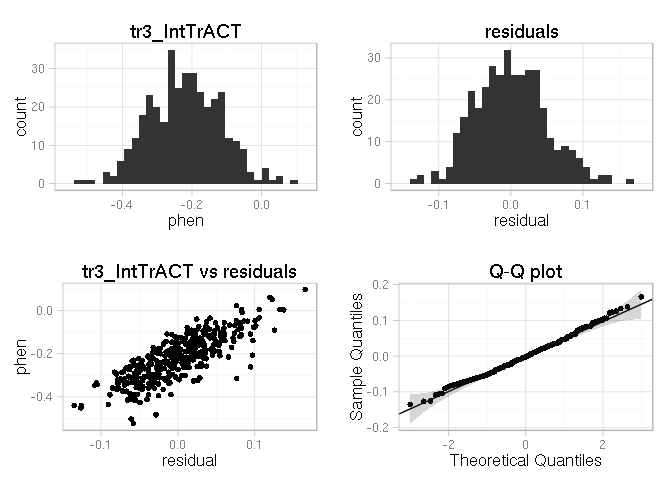 tr3_IntTrACT
count
30
20
10
0
-0.4
-0.2
0.0
phen
residuals
count
30
20
10
0
-0.1
0.0
0.1
residual
tr3_IntTrACT vs residuals
phen
0.0
-0.2
-0.4
-0.1
0.0
0.1
residual
Q-Q plot
Sample Quantiles
0.2
0.1
0.0
-0.1
-0.2
-2
0
2
Theoretical Quantiles